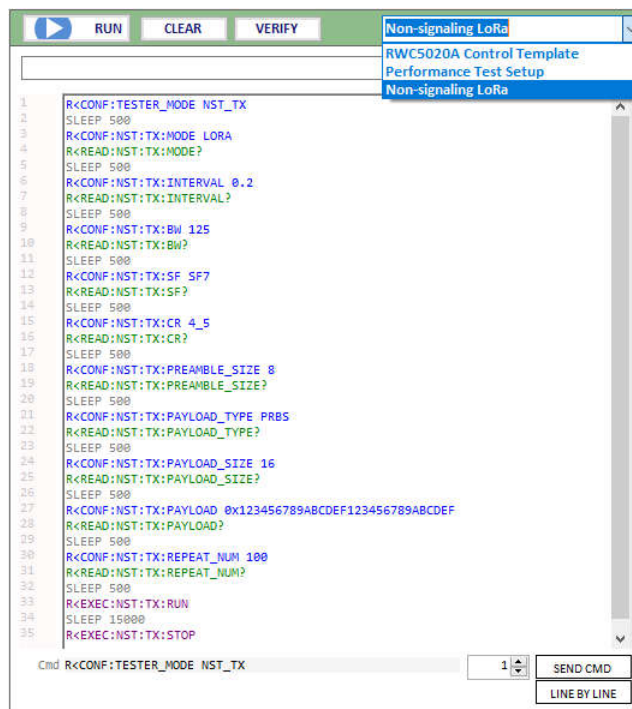 RUN CLEAR VERIFY Non-signaling LoRa
RWC5020A Control Template
Performance Test Setup
Non-signaling LoRa
1 R<CONF:TESTER_MODE NST_TX
2 SLEEP 500
3 R<CONF:NST:TX:MODE LORA
4 R<READ:NST:TX:MODE?
5 SLEEP 500
6 R<CONF:NST:TX:INTERVAL 0.2
7 R<READ:NST:TX:INTERVAL?
8 SLEEP 500
9 R<CONF:NST:TX:BW 125
10 R<READ:NST:TX:BW?
11 SLEEP 500
12 R<CONF:NST:TX:SF SF7
13 R<READ:NST:TX:SF?
14 SLEEP 500
15 R<CONF:NST:TX:CR 4_5
16 R<READ:NST:TX:CR?
17 SLEEP 500
18 R<CONF:NST:TX:PREAMBLE_SIZE 8
19 R<READ:NST:TX:PREAMBLE_SIZE?
20 SLEEP 500
21 R<CONF:NST:TX:PAYLOAD_TYPE PRBS
22 R<READ:NST:TX:PAYLOAD_TYPE?
23 SLEEP 500
24 R<CONF:NST:TX:PAYLOAD_SIZE 16
25 R<READ:NST:TX:PAYLOAD_SIZE?
26 SLEEP 500
27 R<CONF:NST:TX:PAYLOAD 0x123456789ABCDEF123456789ABCDEF
28 R<READ:NST:TX:PAYLOAD?
29 SLEEP 500
30 R<CONF:NST:TX:REPEAT_NUM 100
31 R<READ:NST:TX:REPEAT_NUM?
32 SLEEP 500
33 R<EXEC:NST:TX:RUN
34 SLEEP 15000
35 R<EXEC:NST:TX:STOP
Cmd R<CONF:TESTER_MODE NST_TX 1 SEND CMD
LINE BY LINE